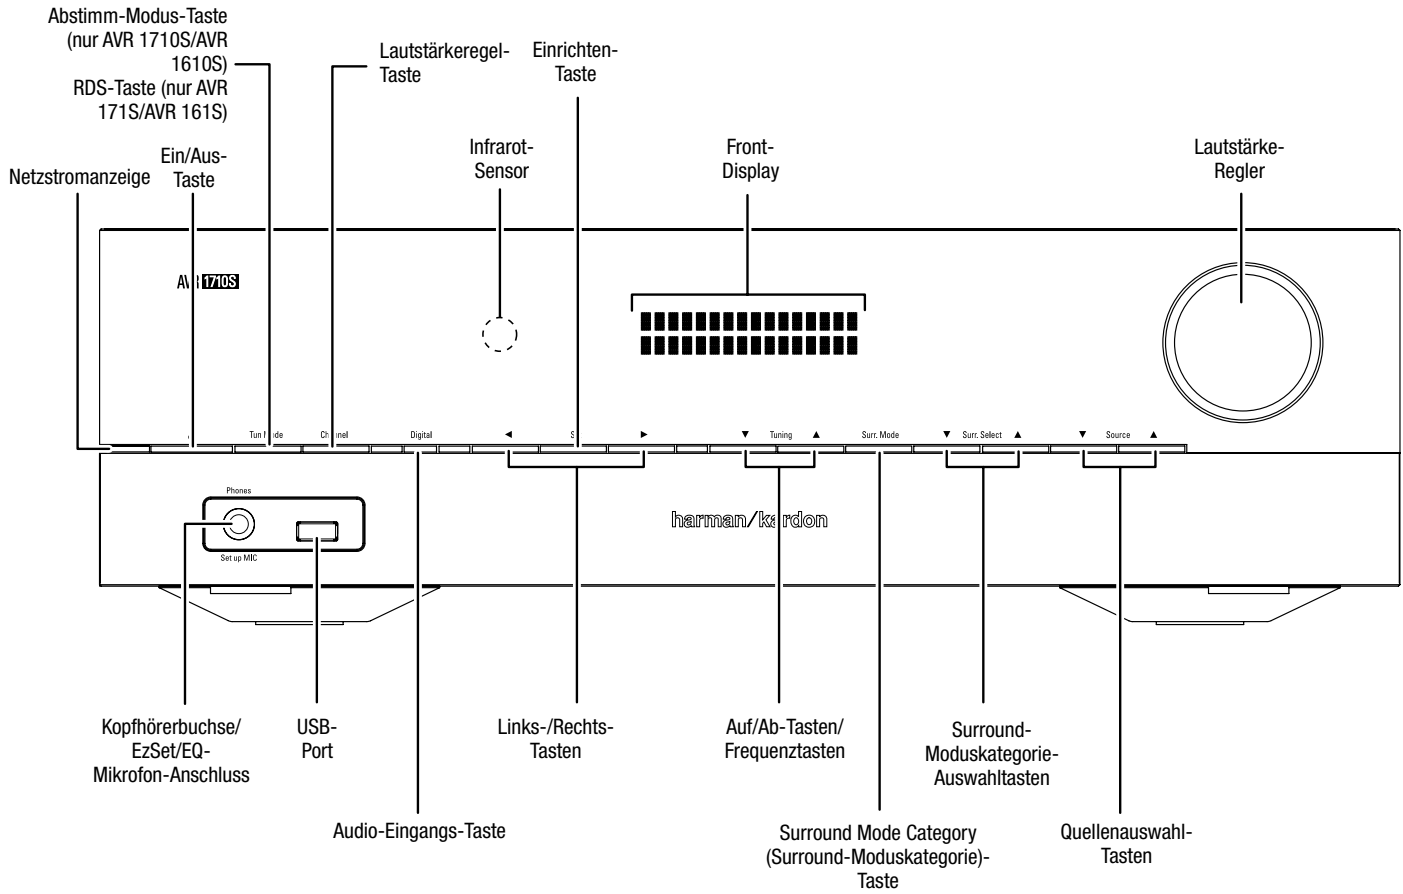 Abstimm-Modus-Taste
(nur AVR 1710S/AVR
1610S)
RDS-Taste (nur AVR
171S/AVR 161S)
Lautstärkeregel-
Taste
Einrichten-
Taste
Netzstromanzeige
Ein/Aus-
Taste
Infrarot-
Sensor
Front-
Display
Lautstärke-
Regler
AVR 1710S
Tun Mode
Channel
Digital
◄
►
▼ Tuning ▲
Surr. Mode
▼ Surr. Select ▲
▼ Source ▲
Phones
Set up MIC
harman/kardon
Kopfhörerbuchse/
EzSet/EQ-
Mikrofon-Anschluss
USB-
Port
Links-/Rechts-
Tasten
Auf/Ab-Tasten/
Frequenztasten
Surround-
Moduskategorie-
Auswahltasten
Audio-Eingangs-Taste
Surround Mode Category
(Surround-Moduskategorie)-
Taste
Quellenauswahl-
Tasten